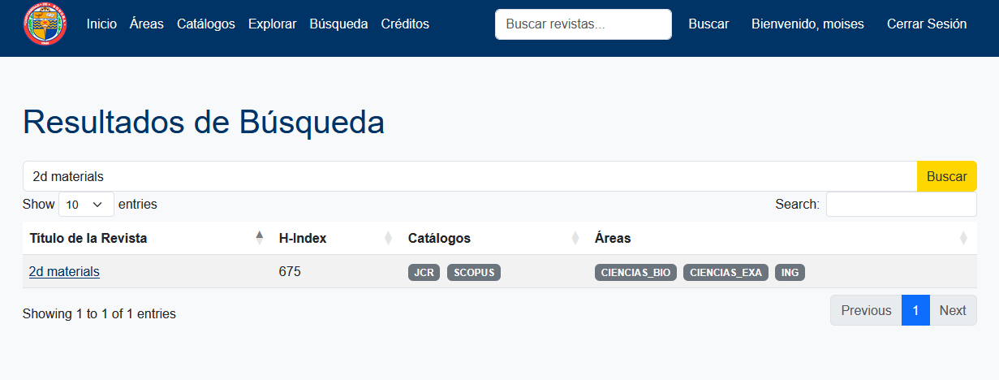 Inicio Áreas Catálogos Explorar Búsqueda Créditos Buscar revistas... Buscar Bienvenido, moises Cerrar Sesión
Resultados de Búsqueda
2d materials Buscar
Show 10 entries Search:
Título de la Revista H-Index Catálogos Áreas
2d materials 675 JCR SCOPUS CIENCIAS_BIO CIENCIAS_EXA ING
Showing 1 to 1 of 1 entries Previous 1 Next